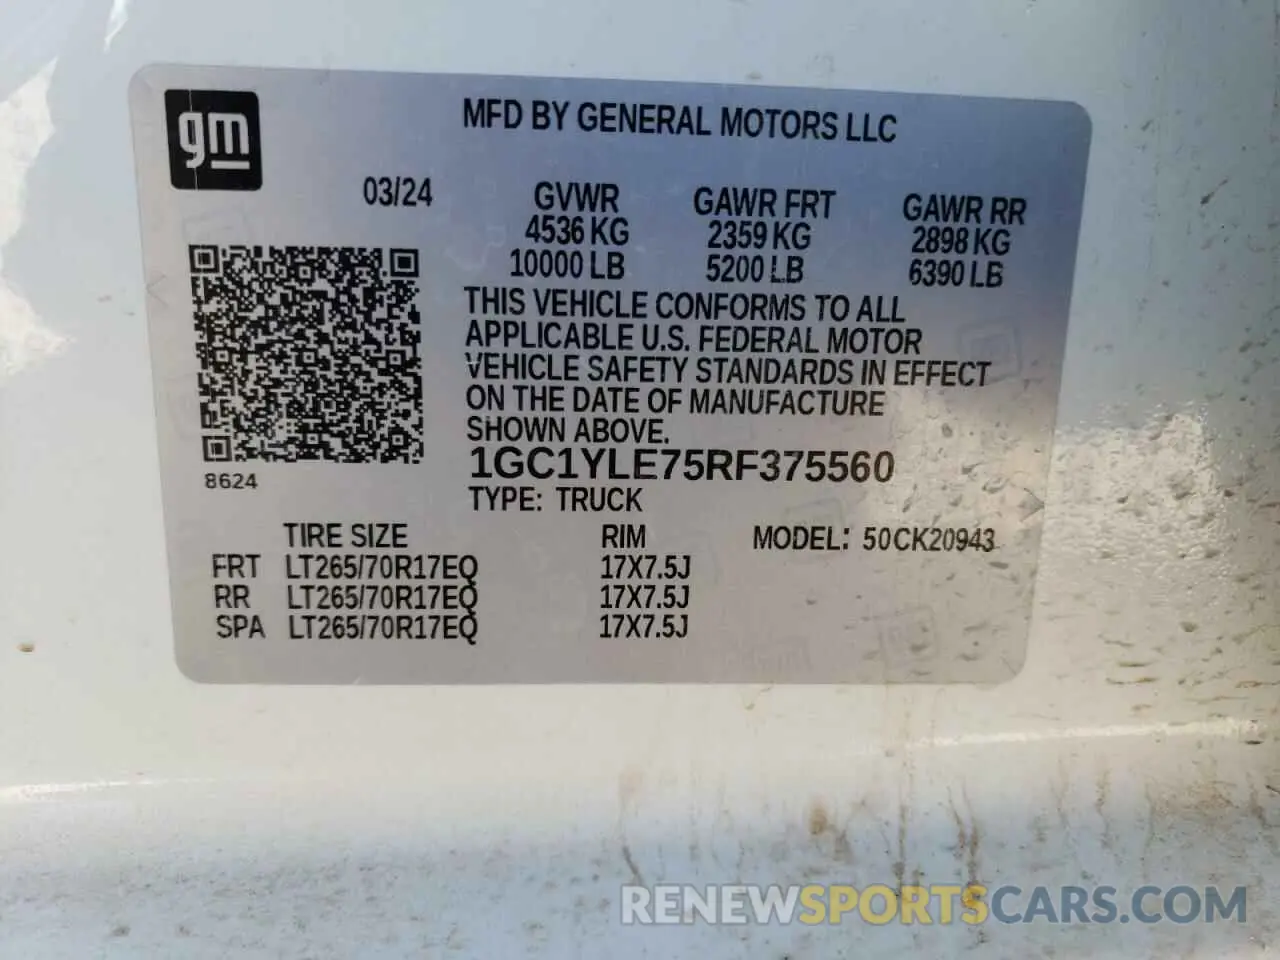 gm
MFD BY GENERAL MOTORS LLC
03/24
GVWR GAWR FRT GAWR RR
4536 KG 2359 KG 2898 KG
10000 LB 5200 LB 6390 LB
THIS VEHICLE CONFORMS TO ALL
APPLICABLE U.S. FEDERAL MOTOR
VEHICLE SAFETY STANDARDS IN EFFECT
ON THE DATE OF MANUFACTURE
SHOWN ABOVE.
1GC1YLE75RF375560
8624
TYPE: TRUCK
TIRE SIZE RIM MODEL: 50CK20943
FRT LT265/70R17EQ 17X7.5J
RR LT265/70R17EQ 17X7.5J
SPA LT265/70R17EQ 17X7.5J
RENEWSPORTSCARS.COM